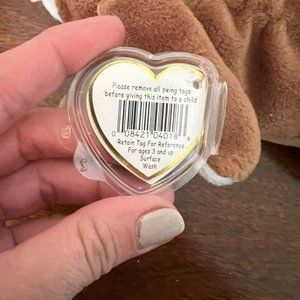 Please remove all swing tags
before giving this item to a child
0 08421 04018 6
Retain Tag For Reference
For ages 3 and up
Surface
Wash